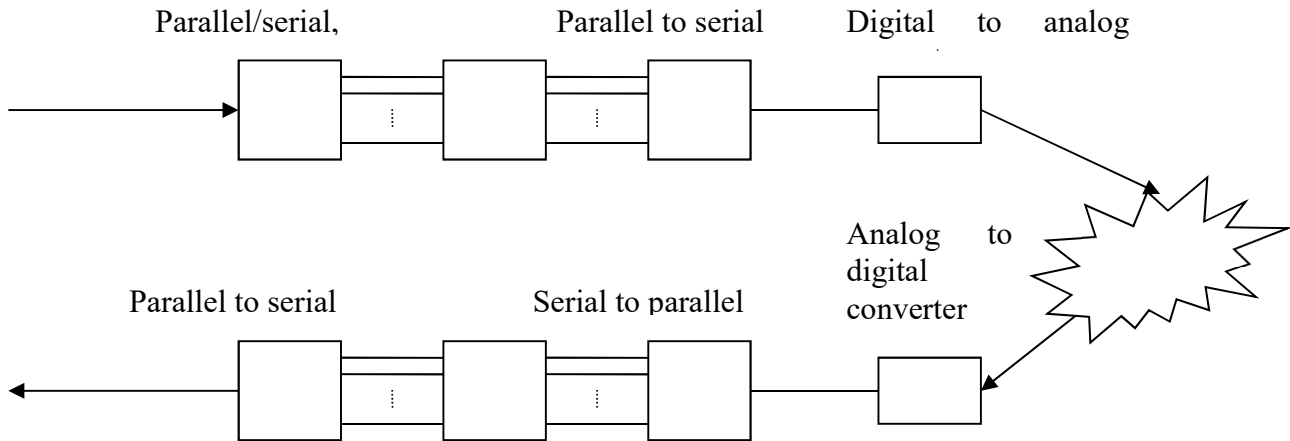 Parallel/serial,
Parallel to serial
Digital to analog
Analog to
digital
converter
Parallel to serial
Serial to parallel